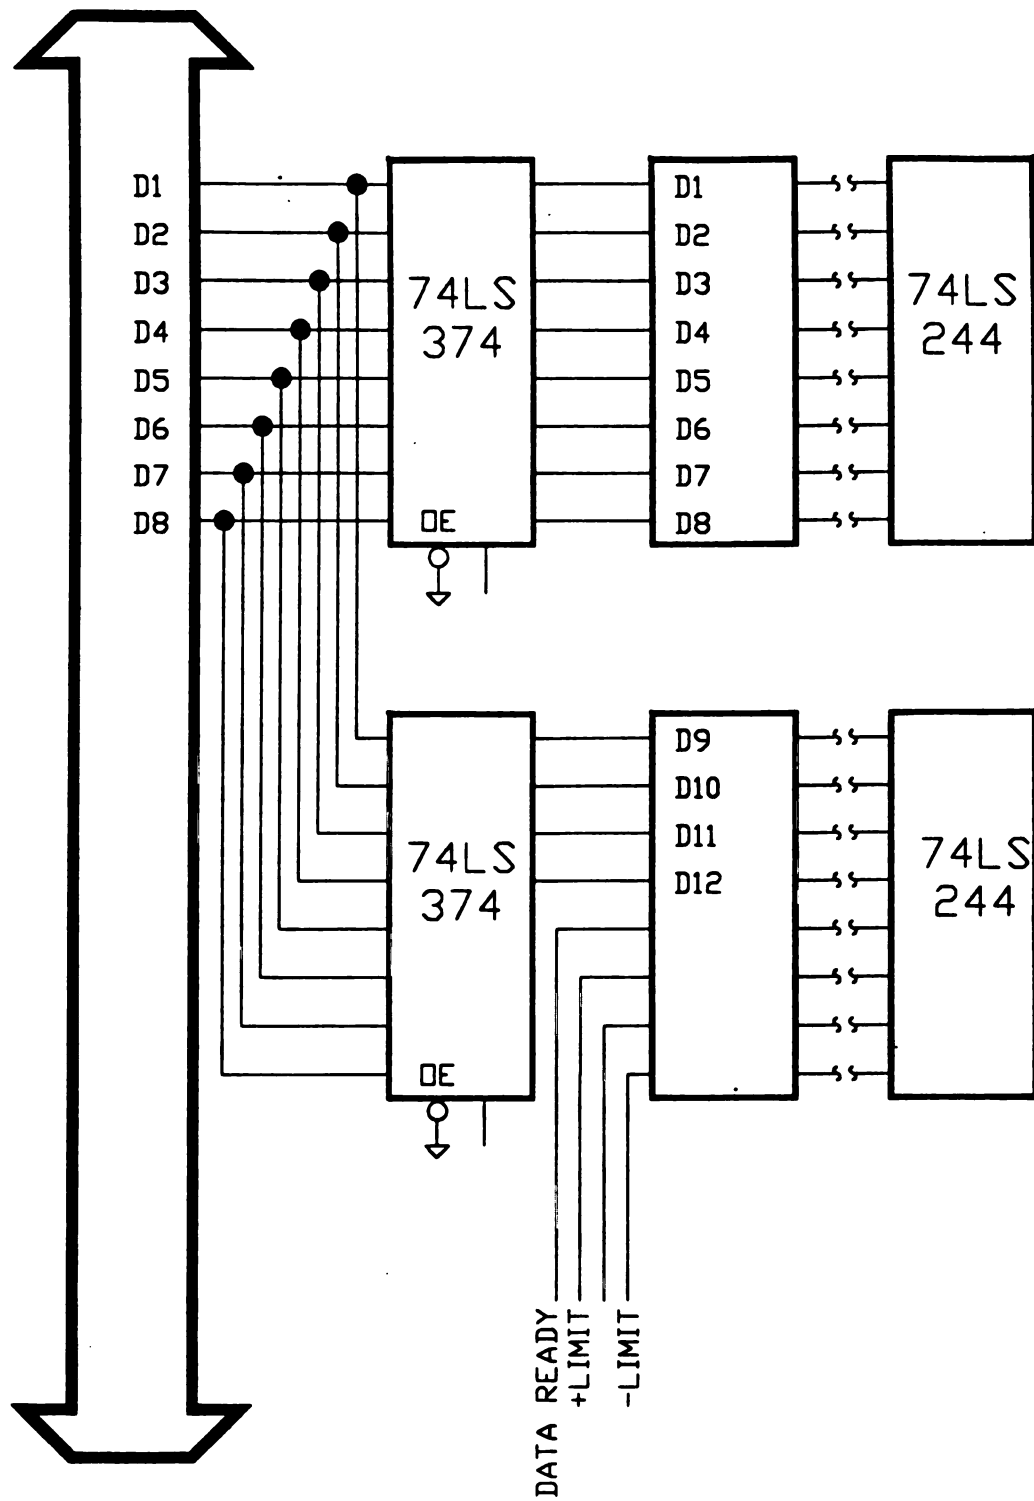 D1
D2
D3
D4
D5
D6
D7
D8
74LS
374
OE
D1
D2
D3
D4
D5
D6
D7
D8
74LS
244
74LS
374
OE
D9
D10
D11
D12
74LS
244
DATA READY
+LIMIT
-LIMIT